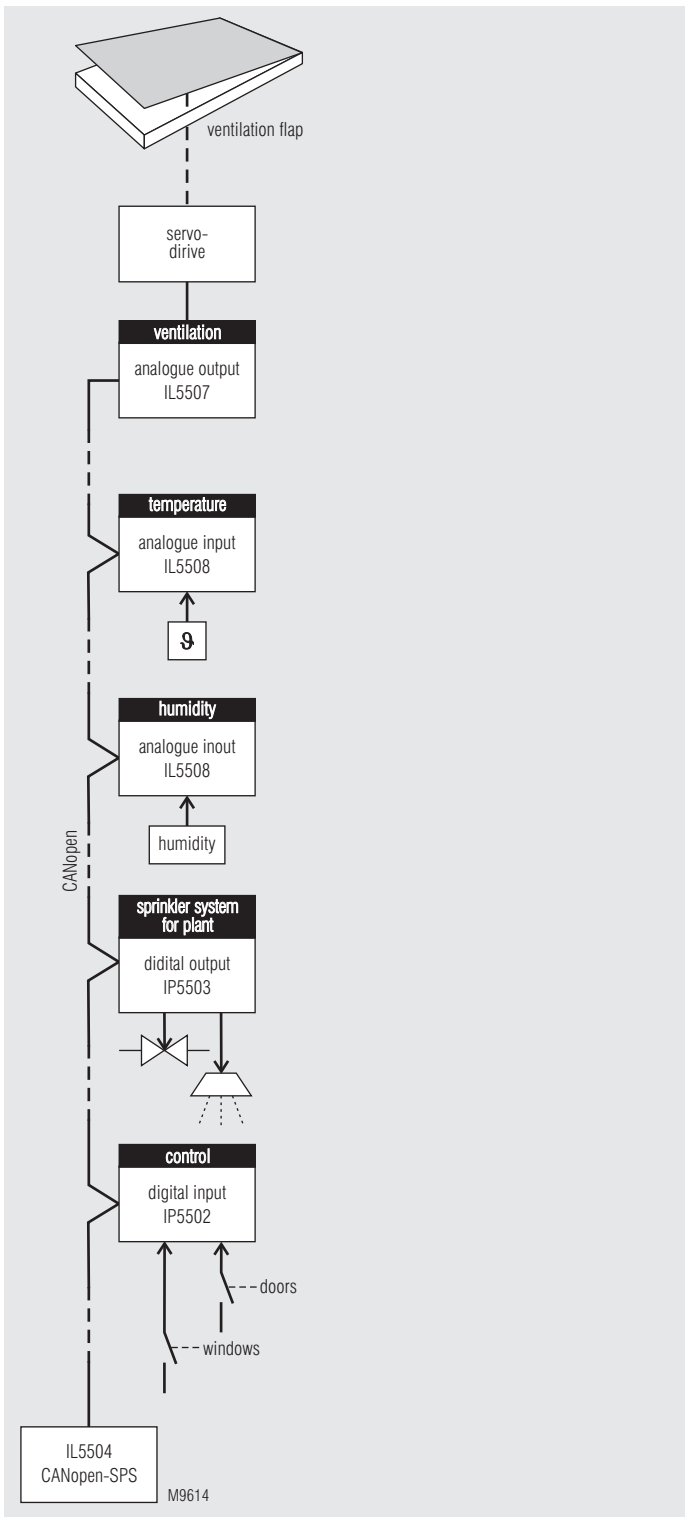 ventilation flap
servo-
dirive
ventilation
analogue output
IL5507
temperature
analogue input
IL5508
ϑ
humidity
analogue inout
IL5508
humidity
CANopen
sprinkler system
for plant
didital output
IP5503
control
digital input
IP5502
doors
windows
IL5504
CANopen-SPS
M9614